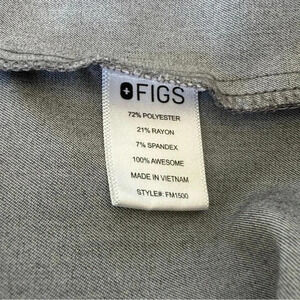 FIGS
72% POLYESTER
21% RAYON
7% SPANDEX
100% AWESOME
MADE IN VIETNAM
STYLE#: FM1500